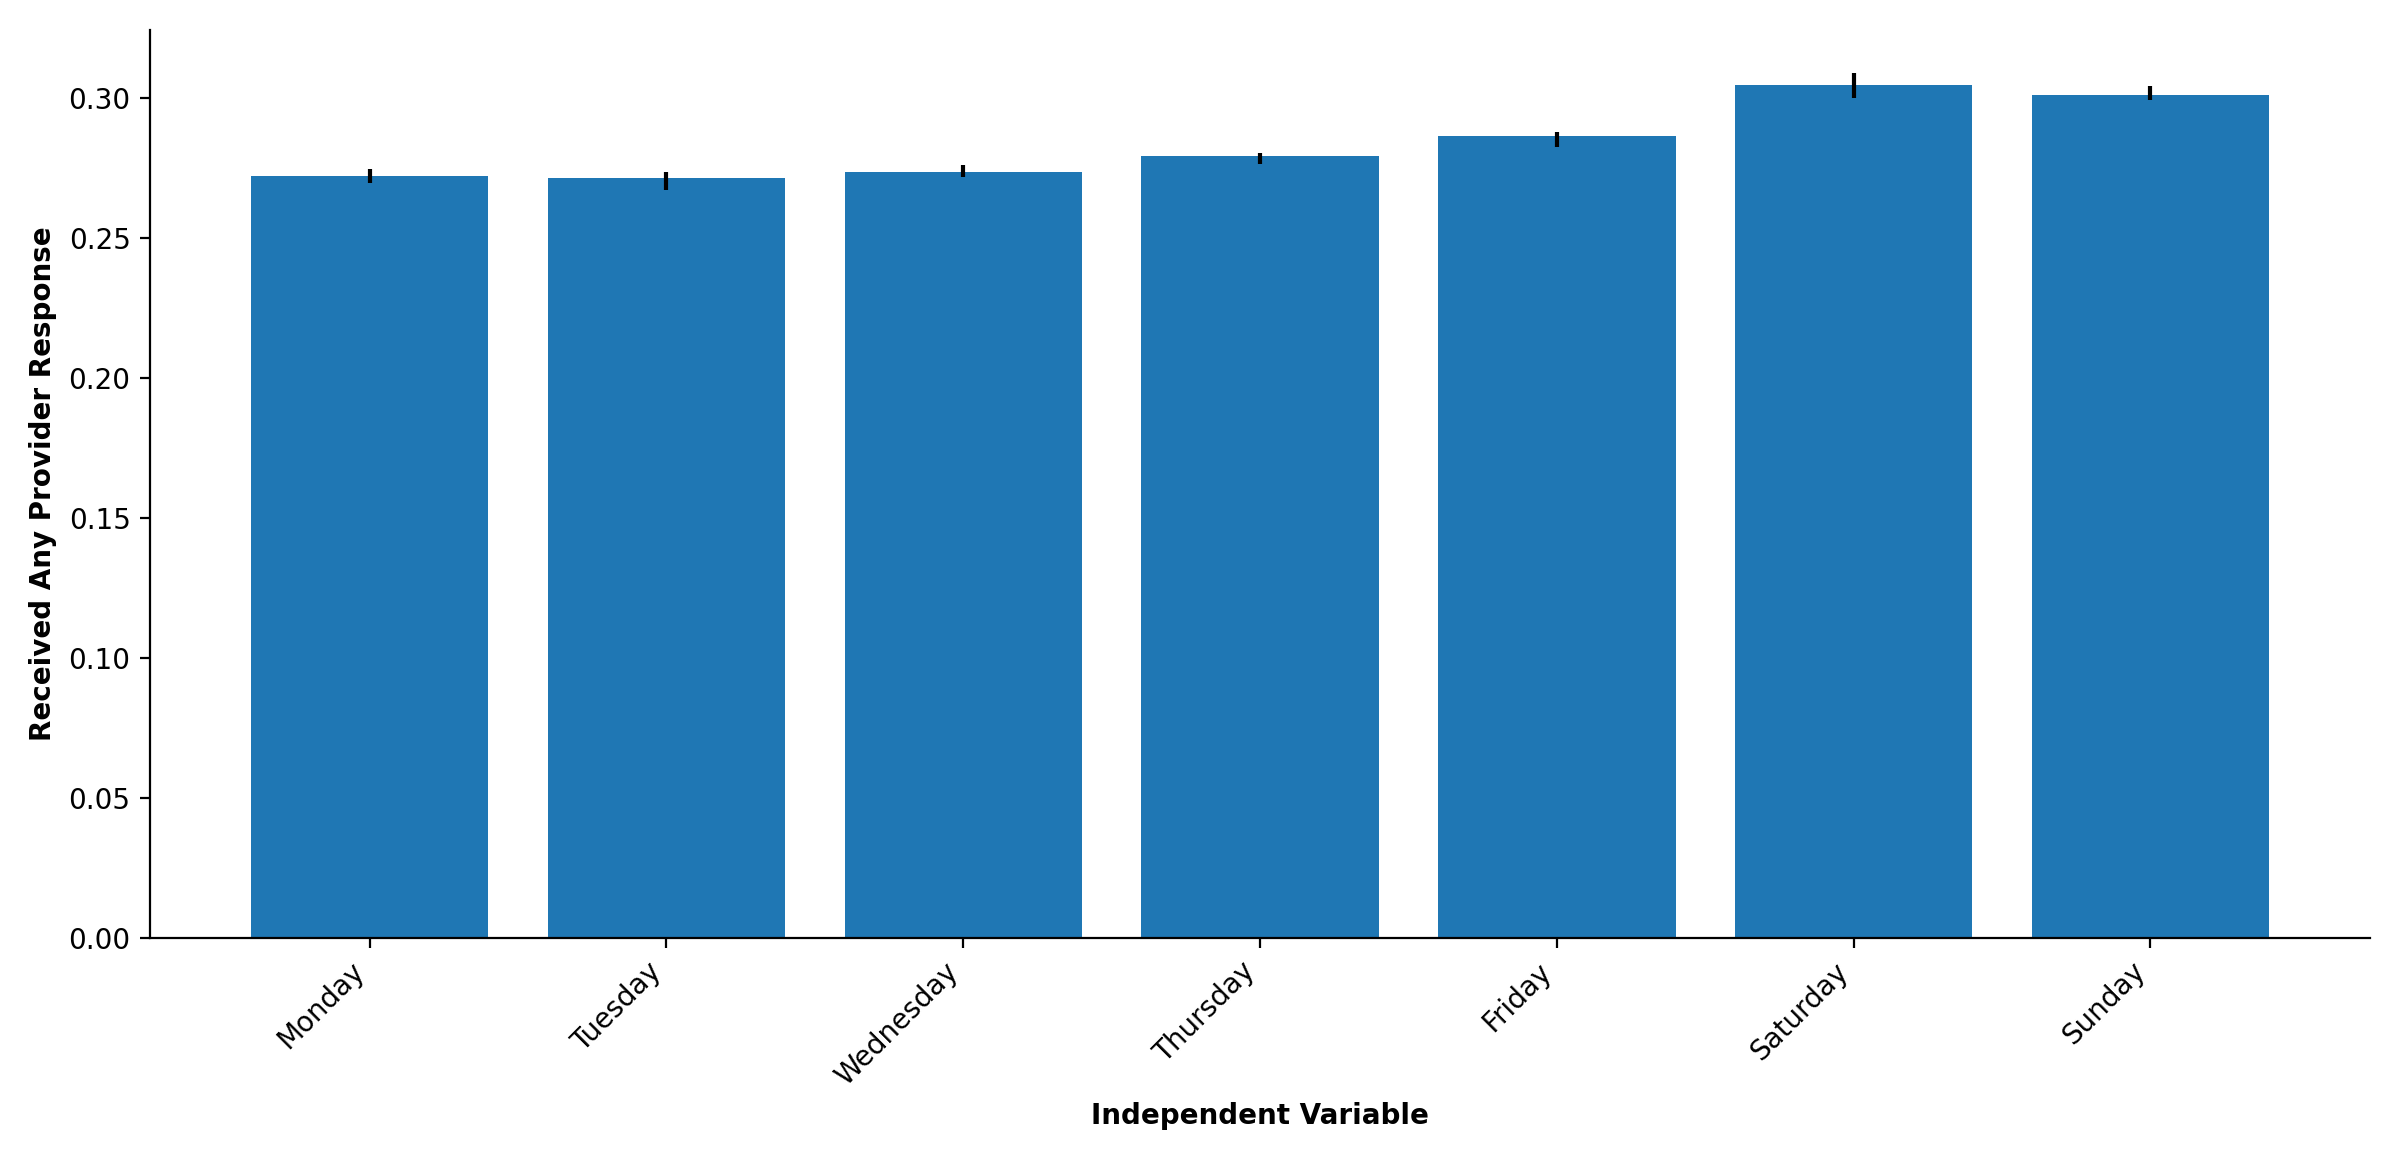 Received Any Provider Response
0.30
0.25
0.20
0.15
0.10
0.05
0.00
Monday
Tuesday
Wednesday
Thursday
Friday
Saturday
Sunday
Independent Variable